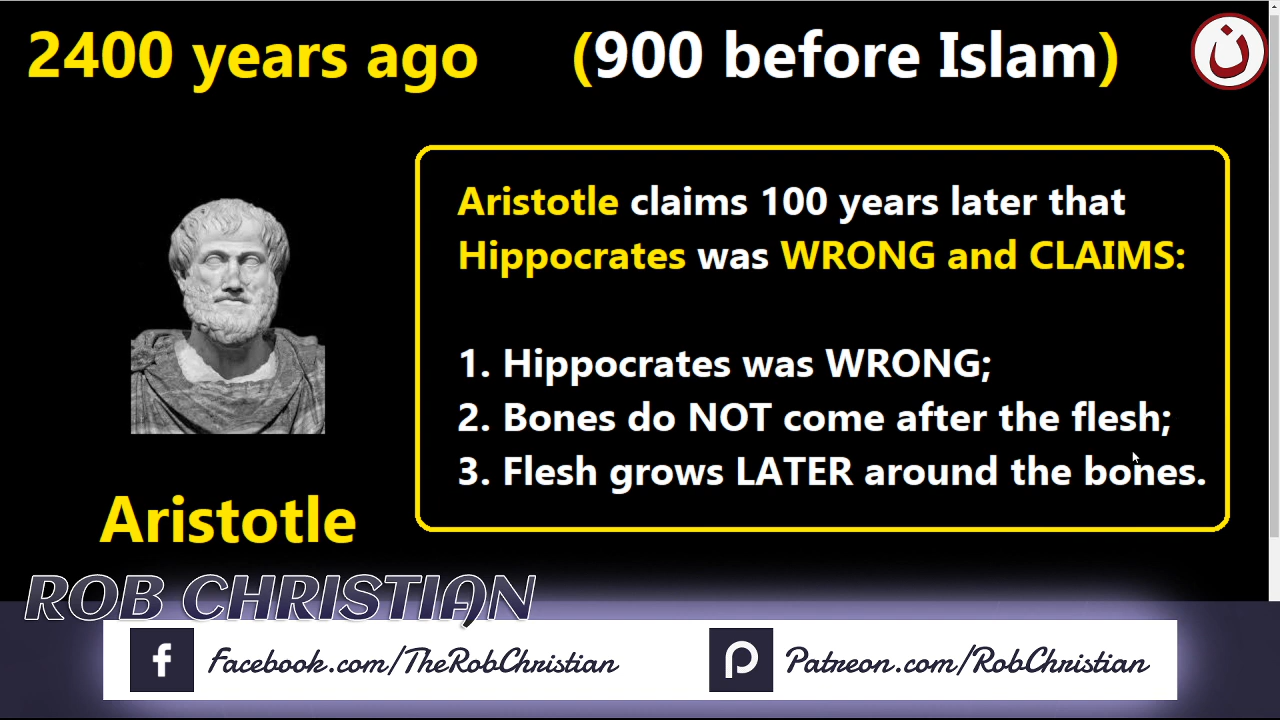 2400 years ago (900 before Islam)
ن
Aristotle claims 100 years later that
Hippocrates was WRONG and CLAIMS:
1. Hippocrates was WRONG;
2. Bones do NOT come after the flesh;
3. Flesh grows LATER around the bones.
Aristotle
ROB CHRISTIAN
Facebook.com/TheRobChristian
Patreon.com/RobChristian